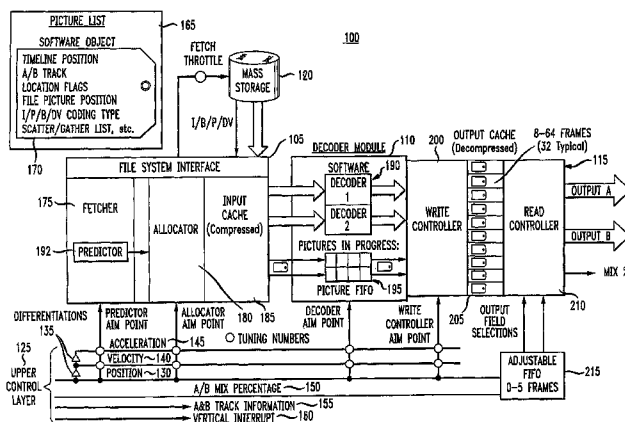 PICTURE LIST
165
SOFTWARE OBJECT
TIMELINE POSITION
A/B TRACK
LOCATION FLAGS
FILE PICTURE POSITION
I/P/B/DV CODING TYPE
SCATTER/GATHER LIST, etc.
170
FETCH
THROTTLE
MASS
STORAGE
120
100
I/B/P/DV
105
FILE SYSTEM INTERFACE
175
FETCHER
192
PREDICTOR
ALLOCATOR
180
INPUT
CACHE
(Compressed)
185
DECODER MODULE
110
SOFTWARE
190
DECODER
1
DECODER
2
PICTURES IN PROGRESS:
PICTURE FIFO
195
200
WRITE
CONTROLLER
OUTPUT CACHE
(Decompressed)
8-64 FRAMES
(32 Typical)
205
115
READ
CONTROLLER
210
OUTPUT A
OUTPUT B
MIX
DIFFERENTIATIONS
135
PREDICTOR
AIM POINT
ALLOCATOR
AIM POINT
TUNING NUMBERS
DECODER
AIM POINT
WRITE CONTROLLER
AIM POINT
OUTPUT
FIELD
SELECTIONS
125
UPPER
CONTROL
LAYER
ACCELERATION 145
VELOCITY 140
POSITION 130
A/B MIX PERCENTAGE 150
A&B TRACK INFORMATION 155
VERTICAL INTERRUPT 160
ADJUSTABLE
FIFO
0-5 FRAMES
215